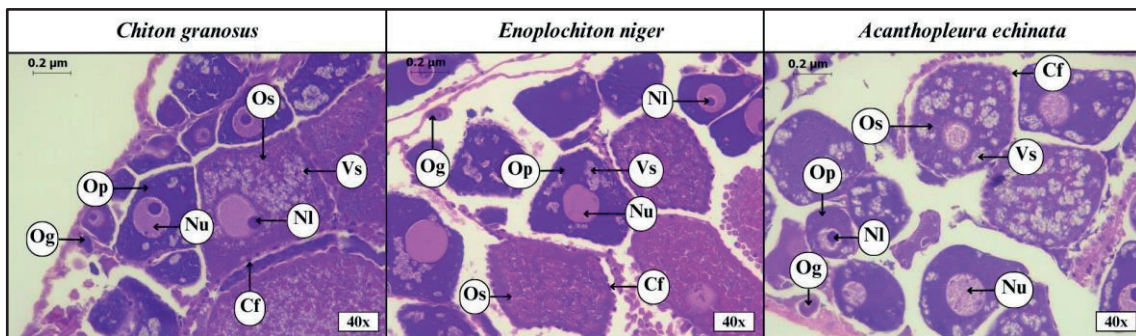 Chiton granosus
Enoplochiton niger
Acanthopleura echinata
0.2 µm
Os
Op
Vs
Og
Nu
Nl
Cf
40x
0.2 µm
Nl
Og
Op
Vs
Nu
Os
Cf
40x
0.2 µm
Cf
Os
Vs
Op
Nl
Og
Nu
40x